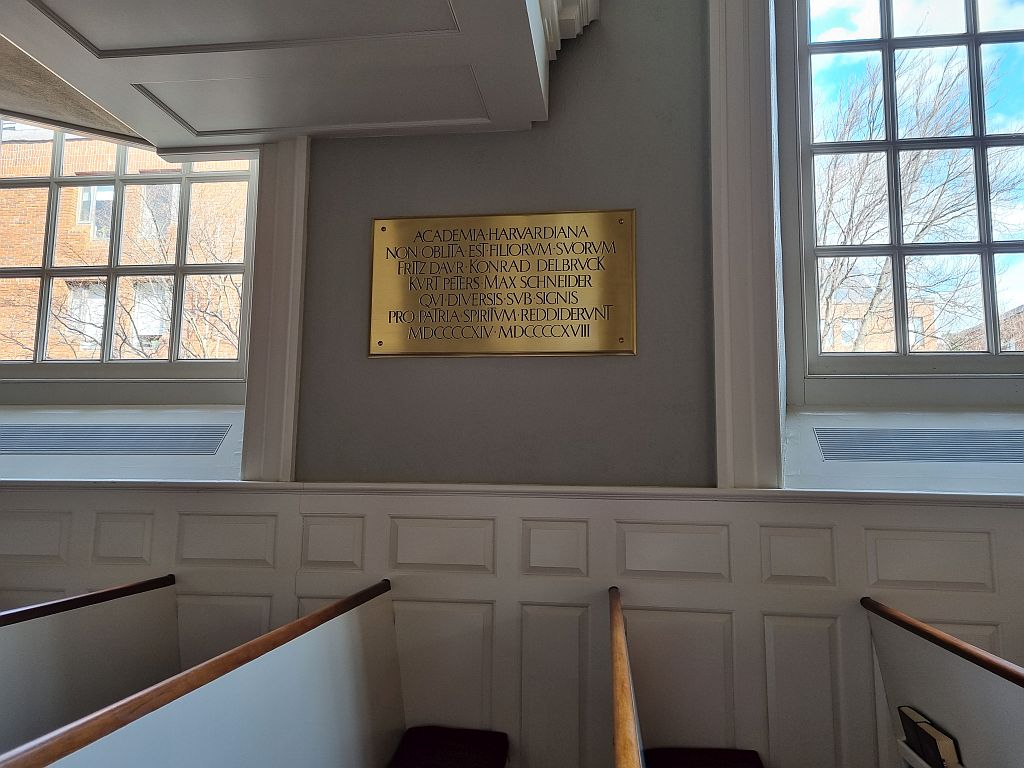 ACADEMIA·HARVARDIANA
NON·OBLITA·EST·FILIORVM·SVORVM
FRITZ DAVR·KONRAD DELBRVCK
KVRT PETERS·MAX SCHNEIDER
QVI·DIVERSIS·SVB·SIGNIS
PRO·PATRIA·SPIRITVM·REDDIDERVNT
MDCCCCXIV·MDCCCCXVIII